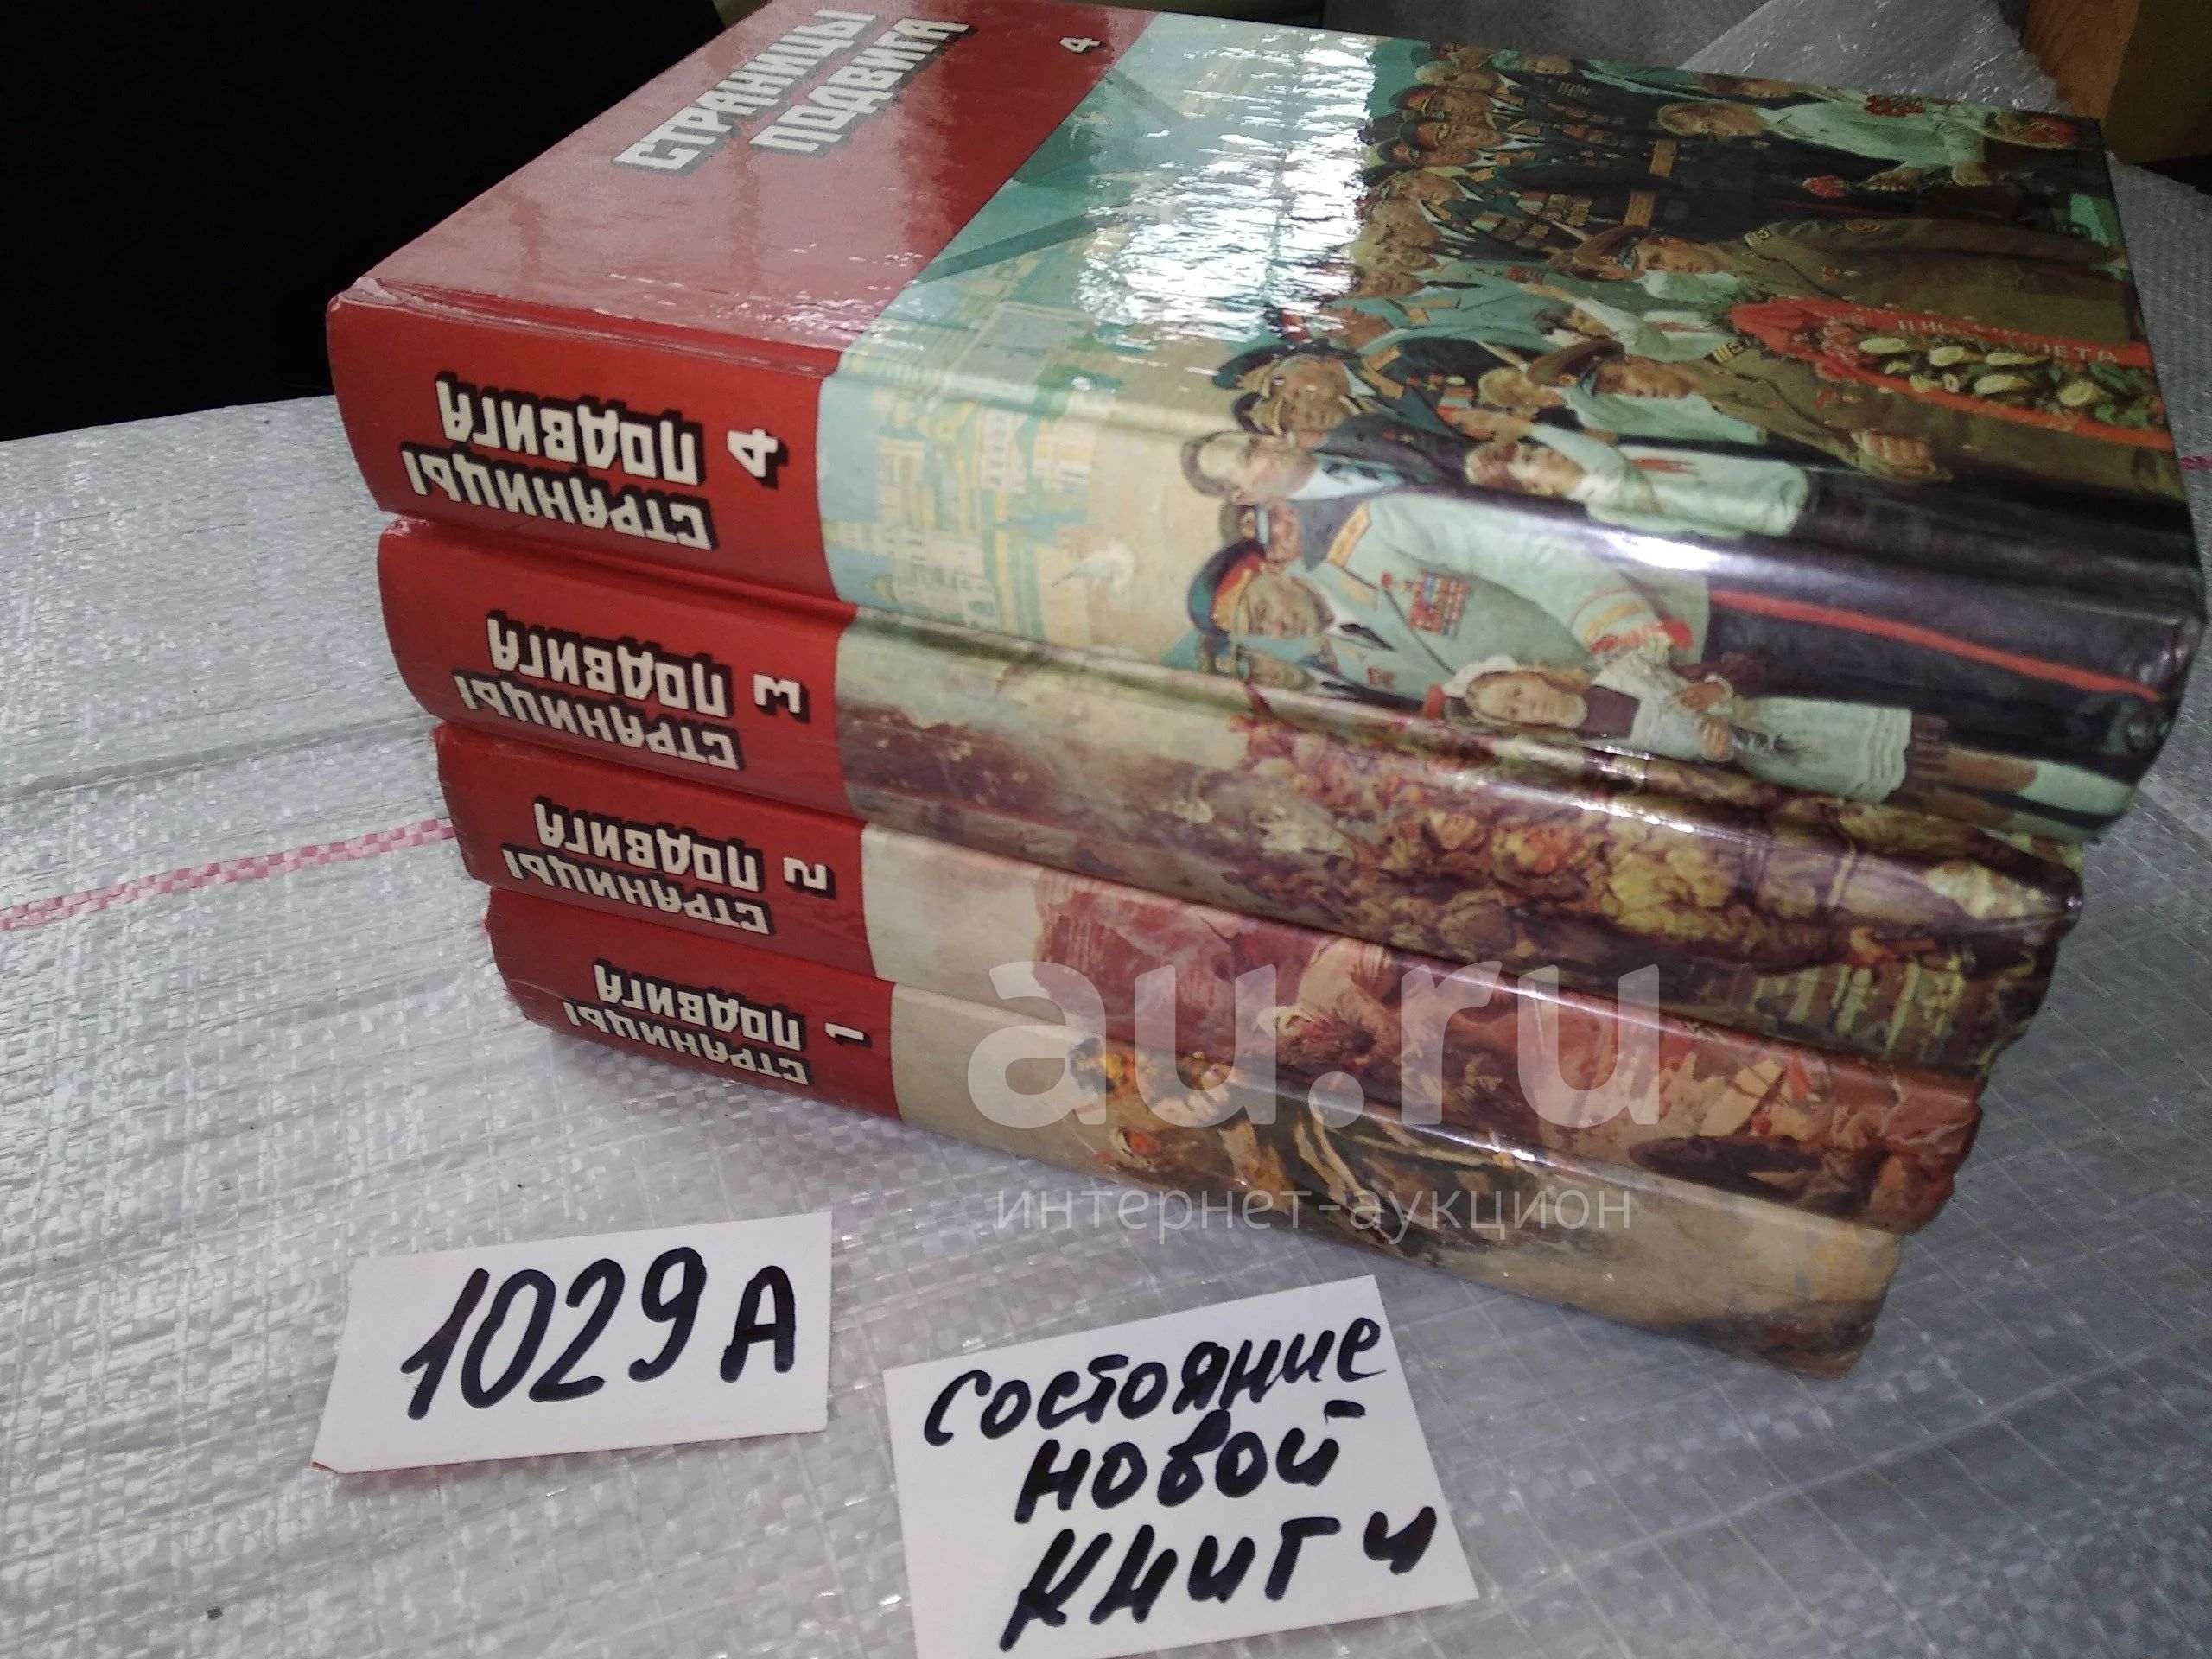 СТРАНИЦЫ
ПОДВИГА
4
СТРАНИЦЫ
ПОДВИГА
4
СТРАНИЦЫ
ПОДВИГА
3
СТРАНИЦЫ
ПОДВИГА
2
СТРАНИЦЫ
ПОДВИГА
1
au.ru
интернет-аукцион
1029А
состояние
новой
книги